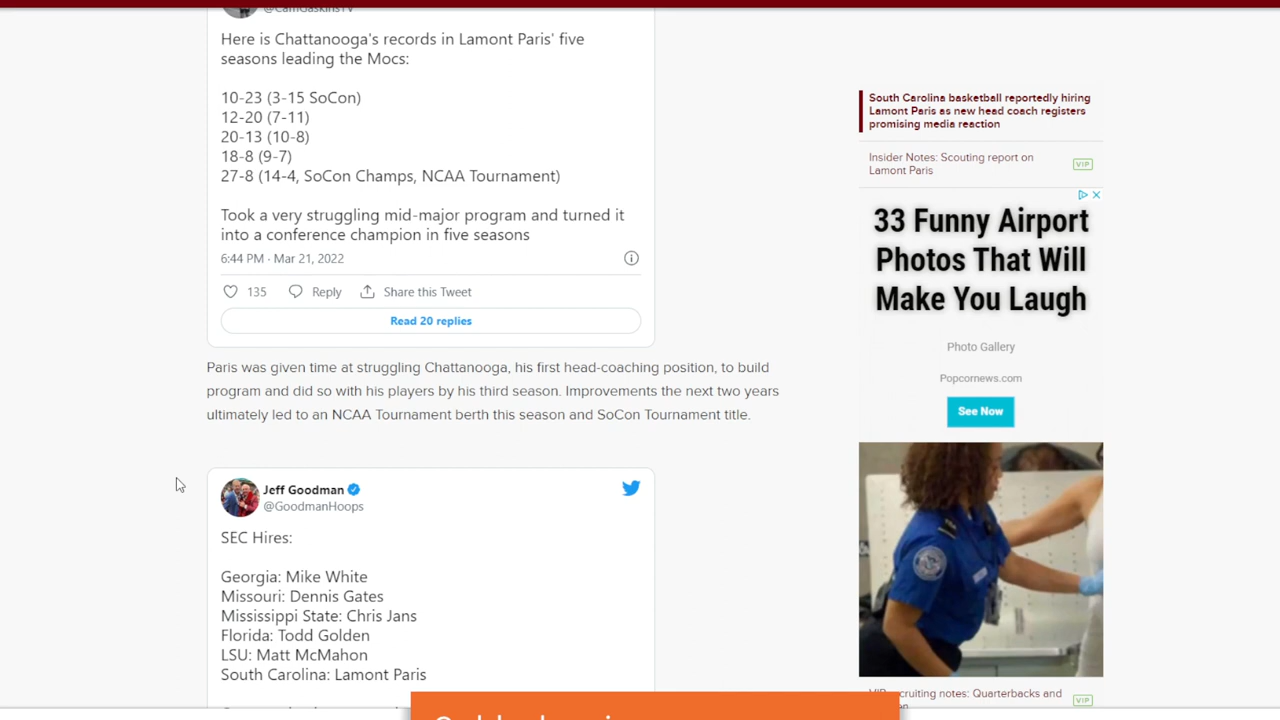 @CamGaskinsTV
Here is Chattanooga's records in Lamont Paris' five
seasons leading the Mocs:
10-23 (3-15 SoCon)
12-20 (7-11)
20-13 (10-8)
18-8 (9-7)
27-8 (14-4, SoCon Champs, NCAA Tournament)
Took a very struggling mid-major program and turned it
into a conference champion in five seasons
6:44 PM · Mar 21, 2022
135 Reply Share this Tweet
Read 20 replies
Paris was given time at struggling Chattanooga, his first head-coaching position, to build
program and did so with his players by his third season. Improvements the next two years
ultimately led to an NCAA Tournament berth this season and SoCon Tournament title.
Jeff Goodman
@GoodmanHoops
SEC Hires:
Georgia: Mike White
Missouri: Dennis Gates
Mississippi State: Chris Jans
Florida: Todd Golden
LSU: Matt McMahon
South Carolina: Lamont Paris
South Carolina basketball reportedly hiring
Lamont Paris as new head coach registers
promising media reaction
Insider Notes: Scouting report on
Lamont Paris
VIP
33 Funny Airport
Photos That Will
Make You Laugh
Photo Gallery
Popcornews.com
See Now
VIP recruiting notes: Quarterbacks and
VIP